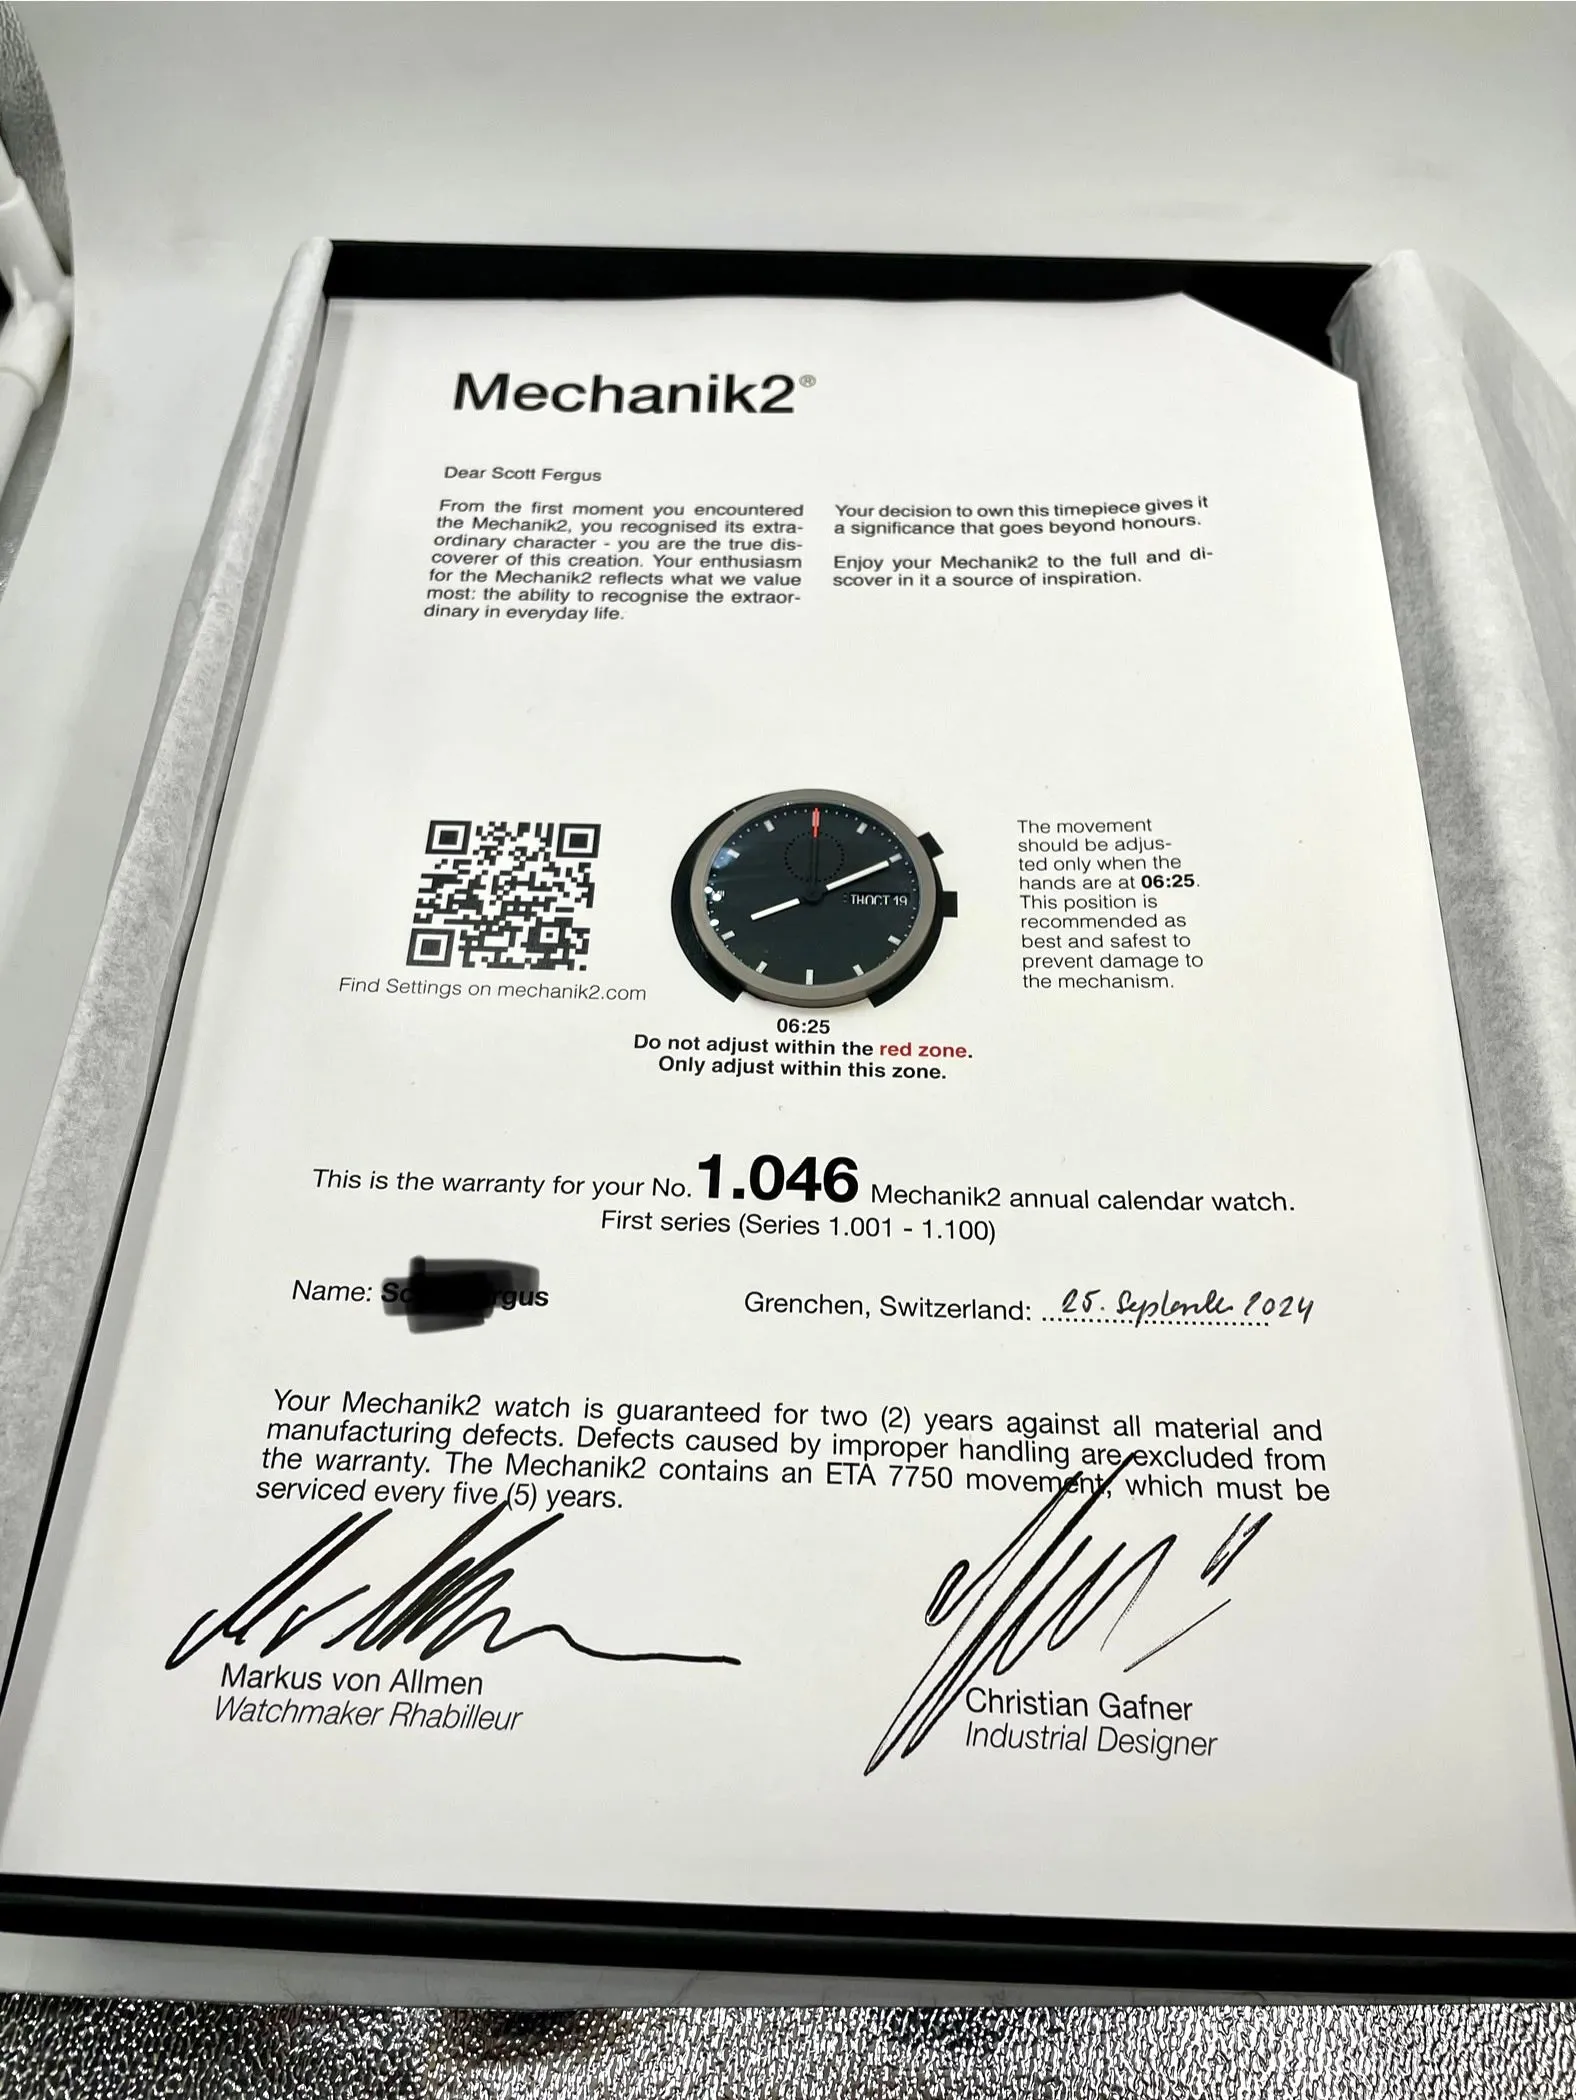 Mechanik2®
Dear Scott Fergus
From the first moment you encountered
the Mechanik2, you recognised its extra-
ordinary character - you are the true dis-
coverer of this creation. Your enthusiasm
for the Mechanik2 reflects what we value
most: the ability to recognise the extraor-
dinary in everyday life.
Your decision to own this timepiece gives it
a significance that goes beyond honours.
Enjoy your Mechanik2 to the full and di-
scover in it a source of inspiration.
Find Settings on mechanik2.com
THOCT 19
06:25
Do not adjust within the red zone.
Only adjust within this zone.
The movement
should be adjus-
ted only when the
hands are at 06:25.
This position is
recommended as
best and safest to
prevent damage to
the mechanism.
This is the warranty for your No. 1.046 Mechanik2 annual calendar watch.
First series (Series 1.001 - 1.100)
Name:
Grenchen, Switzerland: 25. September 2024
Your Mechanik2 watch is guaranteed for two (2) years against all material and
manufacturing defects. Defects caused by improper handling are excluded from
the warranty. The Mechanik2 contains an ETA 7750 movement, which must be
serviced every five (5) years.
Markus von Allmen
Watchmaker Rhabilleur
Christian Gafner
Industrial Designer